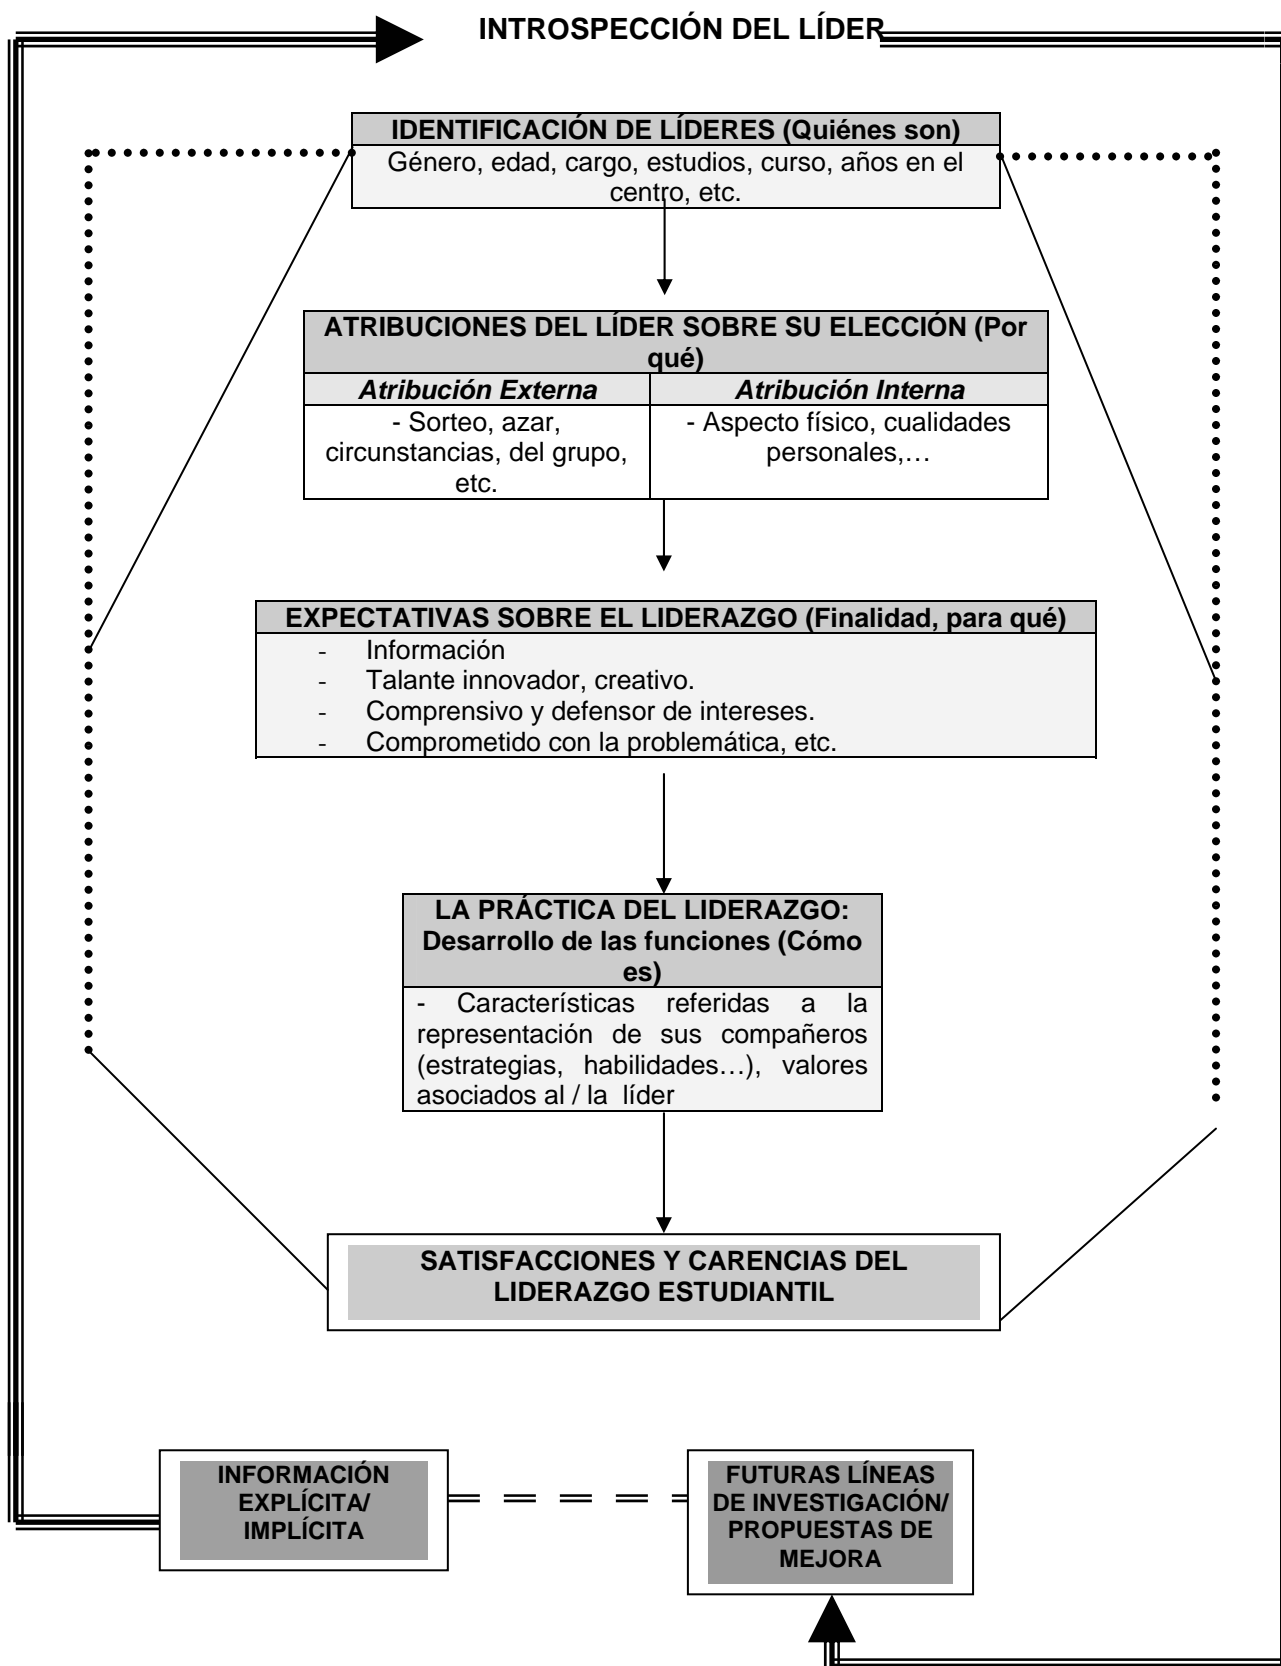 INTROSPECCIÓN DEL LÍDER
IDENTIFICACIÓN DE LÍDERES (Quiénes son)
Género, edad, cargo, estudios, curso, años en el
centro, etc.
ATRIBUCIONES DEL LÍDER SOBRE SU ELECCIÓN (Por
qué)
Atribución Externa
- Sorteo, azar,
circunstancias, del grupo,
etc.
Atribución Interna
- Aspecto físico, cualidades
personales,…
EXPECTATIVAS SOBRE EL LIDERAZGO (Finalidad, para qué)
- Información
- Talante innovador, creativo.
- Comprensivo y defensor de intereses.
- Comprometido con la problemática, etc.
LA PRÁCTICA DEL LIDERAZGO:
Desarrollo de las funciones (Cómo
es)
- Características referidas a la
representación de sus compañeros
(estrategias, habilidades…), valores
asociados al / la líder
SATISFACCIONES Y CARENCIAS DEL
LIDERAZGO ESTUDIANTIL
INFORMACIÓN
EXPLÍCITA/
IMPLÍCITA
FUTURAS LÍNEAS
DE INVESTIGACIÓN/
PROPUESTAS DE
MEJORA